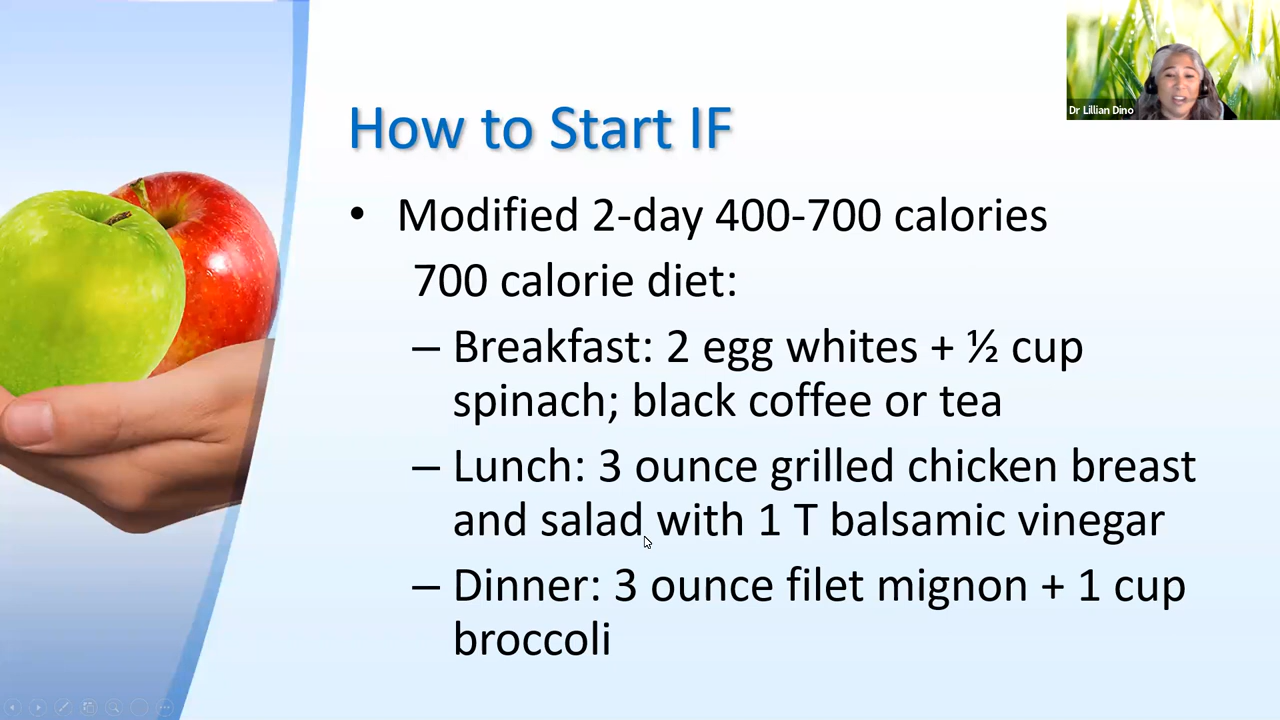 Dr Lillian Dino
How to Start IF
• Modified 2-day 400-700 calories
700 calorie diet:
– Breakfast: 2 egg whites + ½ cup
spinach; black coffee or tea
– Lunch: 3 ounce grilled chicken breast
and salad with 1 T balsamic vinegar
– Dinner: 3 ounce filet mignon + 1 cup
broccoli